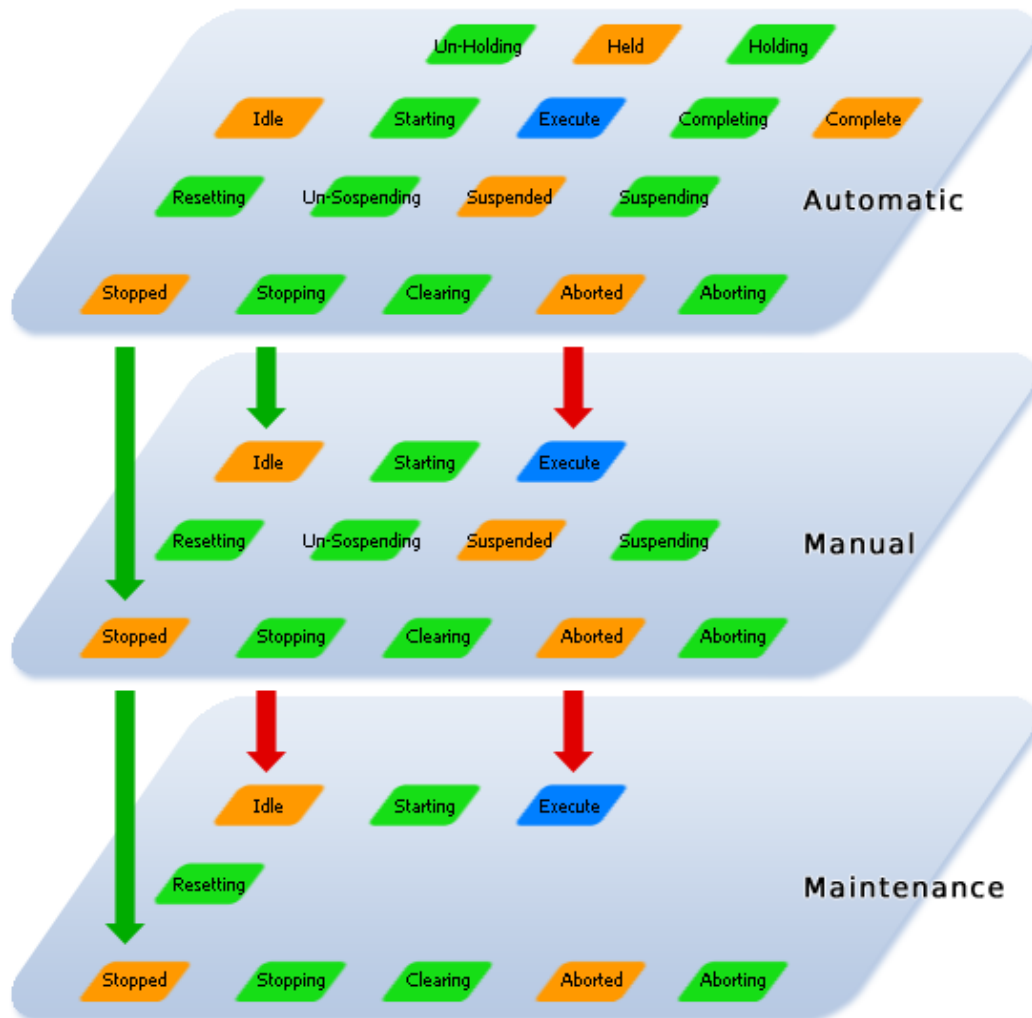 Un-Holding Held Holding
Idle Starting Execute Completing Complete
Resetting Un-Sospending Suspended Suspending Automatic
Stopped Stopping Clearing Aborted Aborting
Idle Starting Execute
Resetting Un-Sospending Suspended Suspending Manual
Stopped Stopping Clearing Aborted Aborting
Idle Starting Execute
Resetting Maintenance
Stopped Stopping Clearing Aborted Aborting